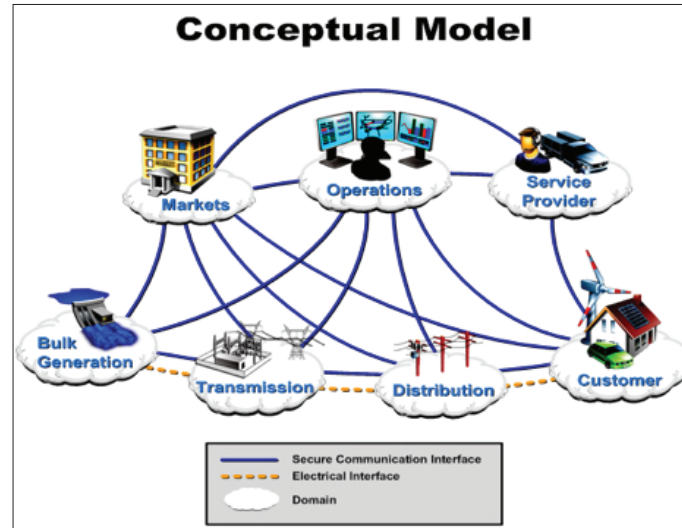 Conceptual Model
Markets
Operations
Service
Provider
Bulk
Generation
Transmission
Distribution
Customer
Secure Communication Interface
Electrical Interface
Domain